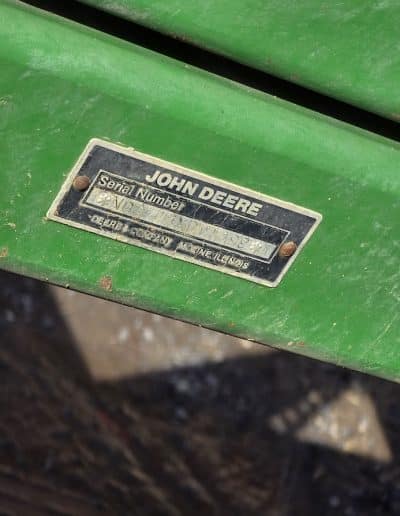 JOHN DEERE
Serial Number
DEERE & COMPANY MOLINE, ILLINOIS